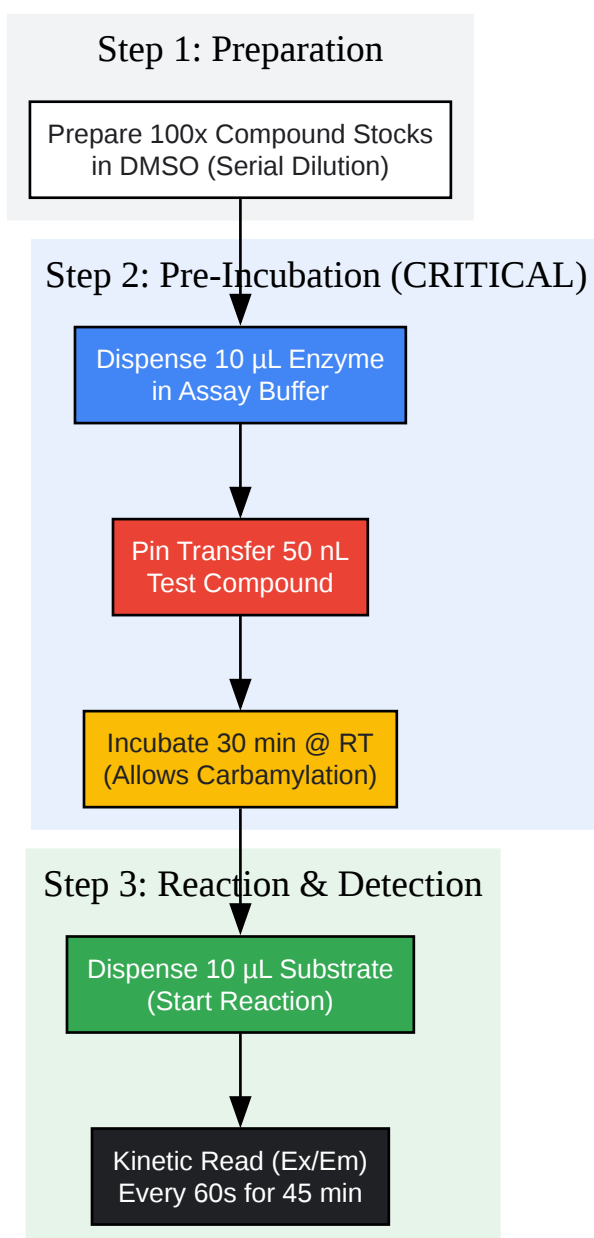 Step 1: Preparation
Prepare 100x Compound Stocks
in DMSO (Serial Dilution)
Step 2: Pre-Incubation (CRITICAL)
Dispense 10 µL Enzyme
in Assay Buffer
Pin Transfer 50 nL
Test Compound
Incubate 30 min @ RT
(Allows Carbamylation)
Step 3: Reaction & Detection
Dispense 10 µL Substrate
(Start Reaction)
Kinetic Read (Ex/Em)
Every 60s for 45 min